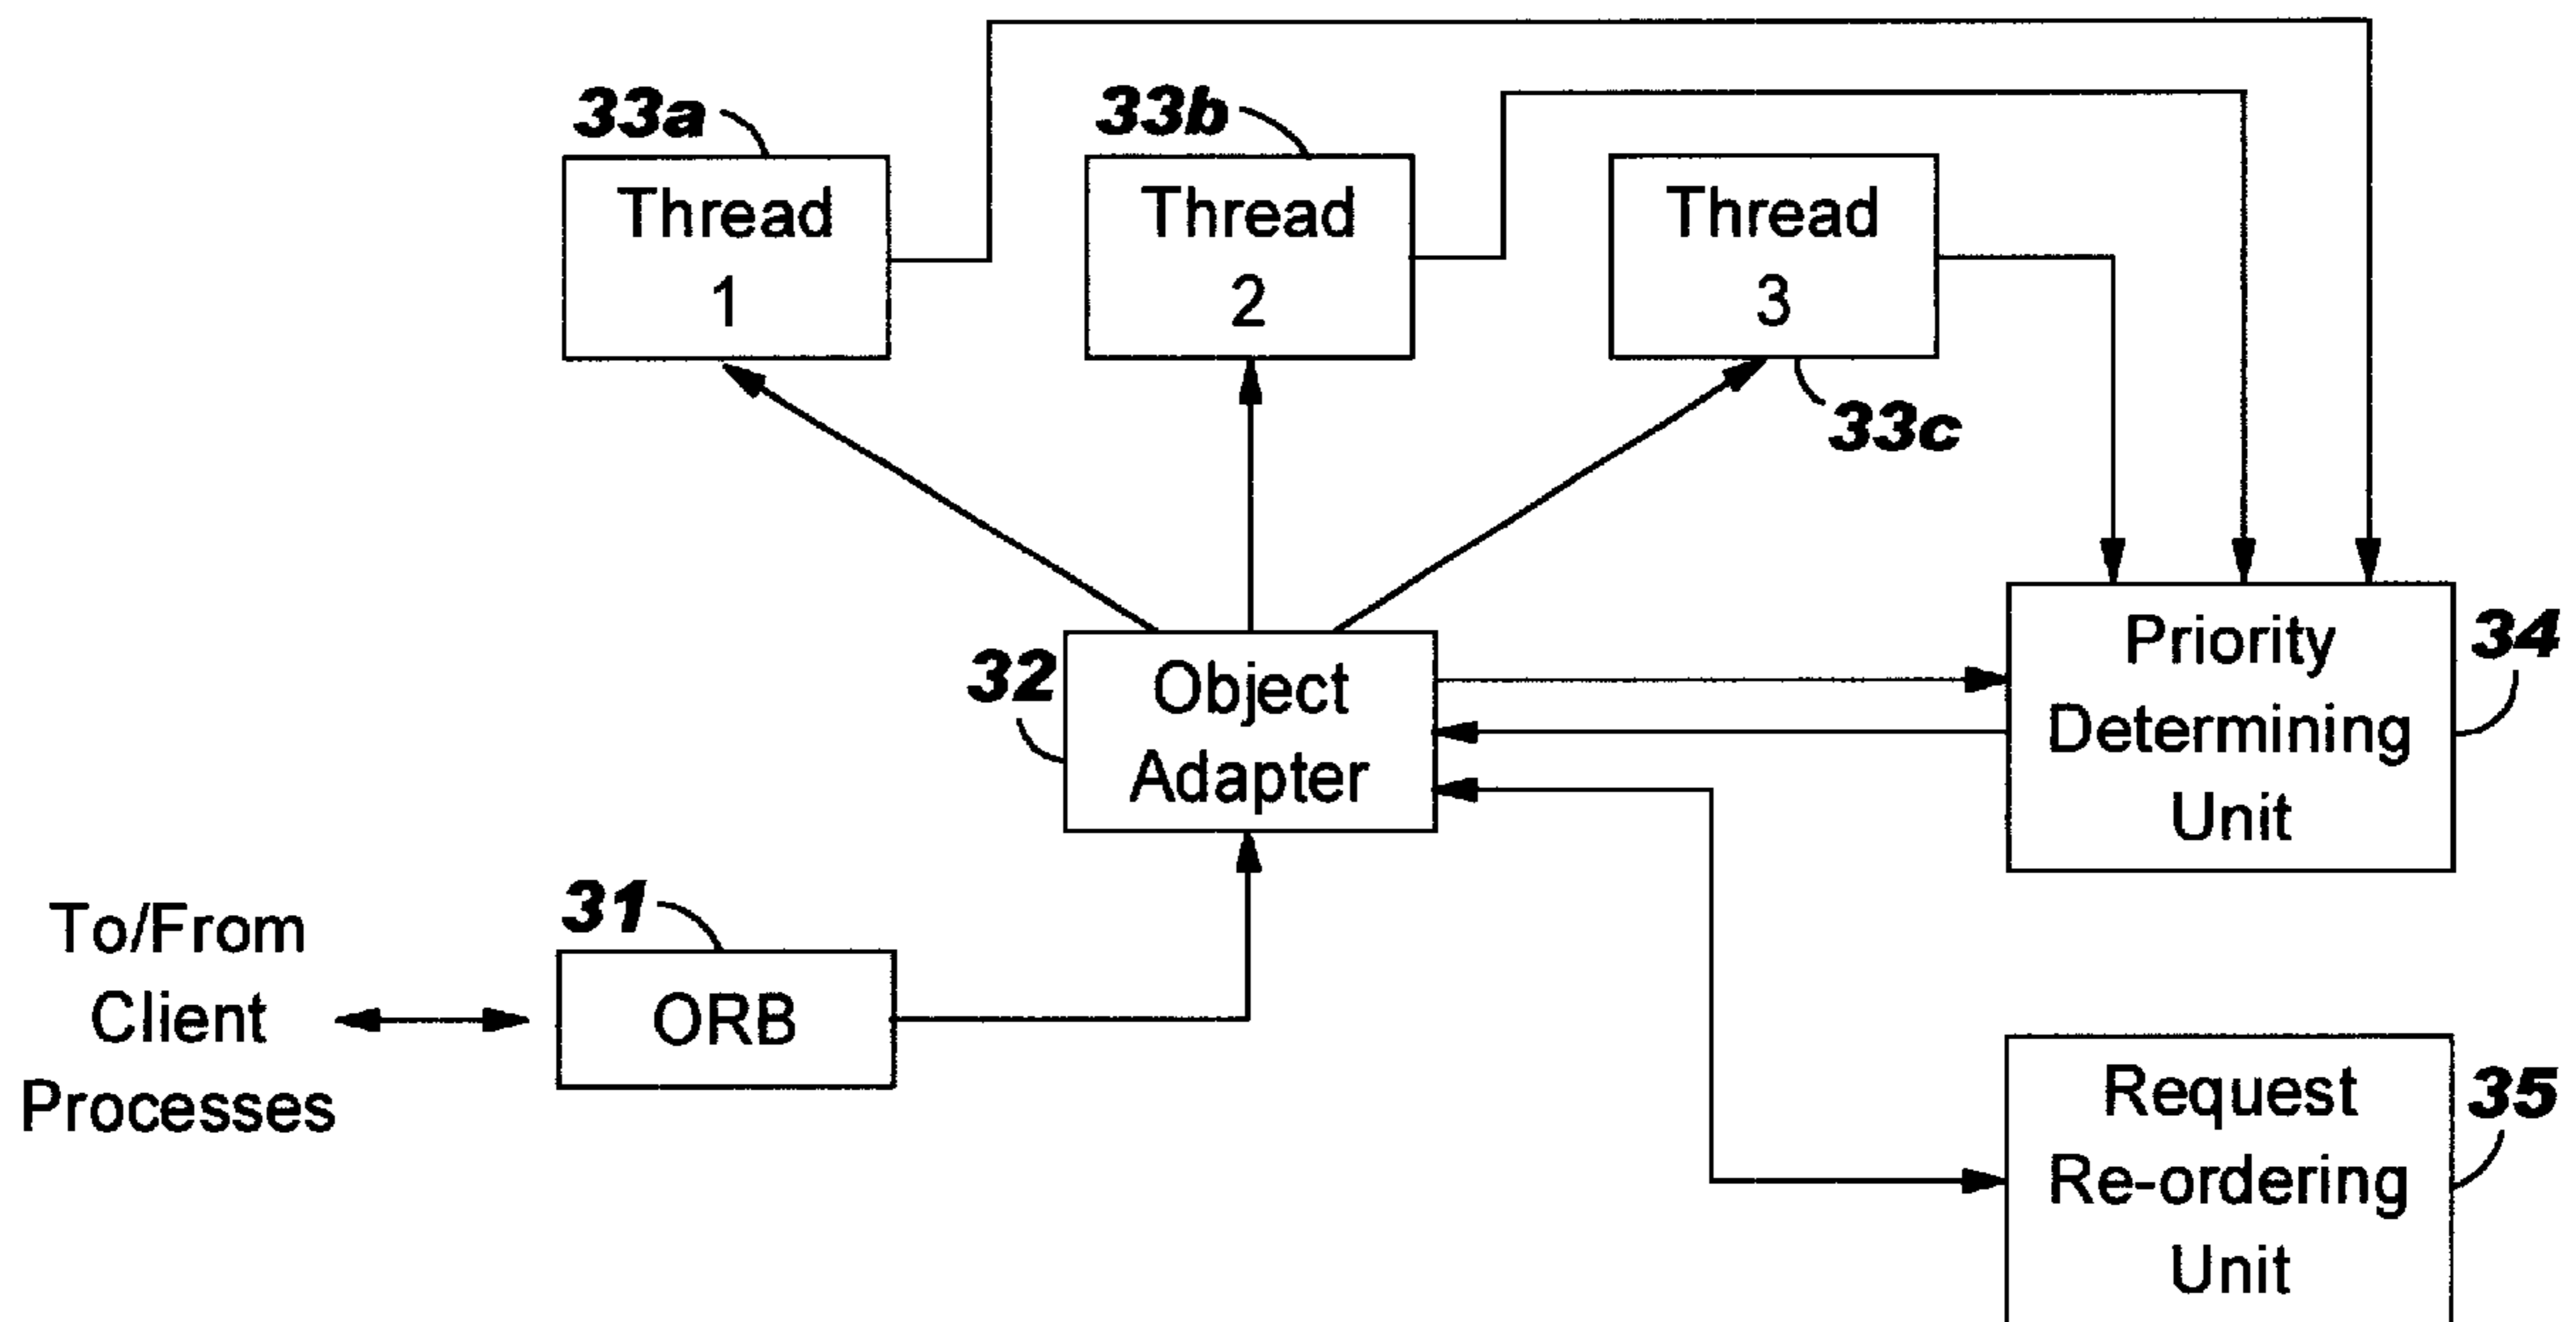 33a
33b
Thread
1
Thread
2
Thread
3
33c
32
Object
Adapter
Priority
Determining
Unit
34
31
To/From
Client
Processes
ORB
Request
Re-ordering
Unit
35